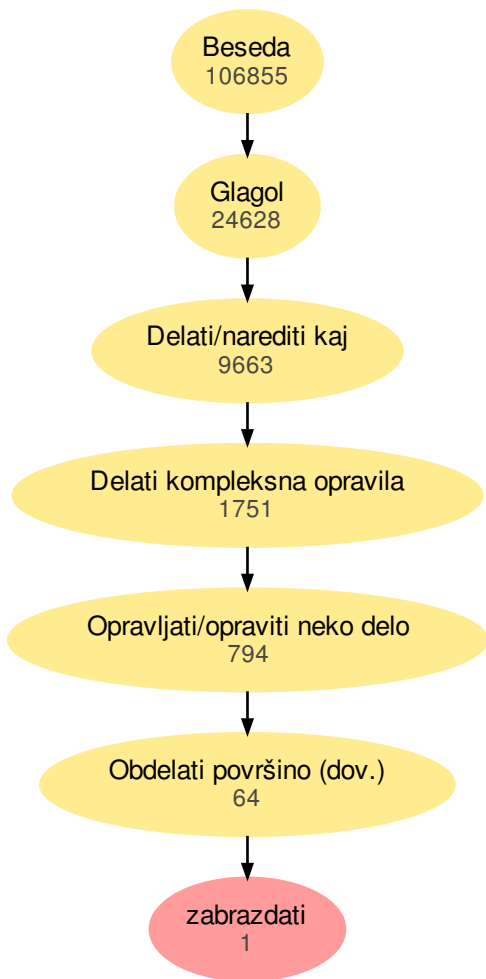 Beseda
106855
Glagol
24628
Delati/narediti kaj
9663
Delati kompleksna opravila
1751
Opravljati/opraviti neko delo
794
Obdelati površino (dov.)
64
zabrazdati
1